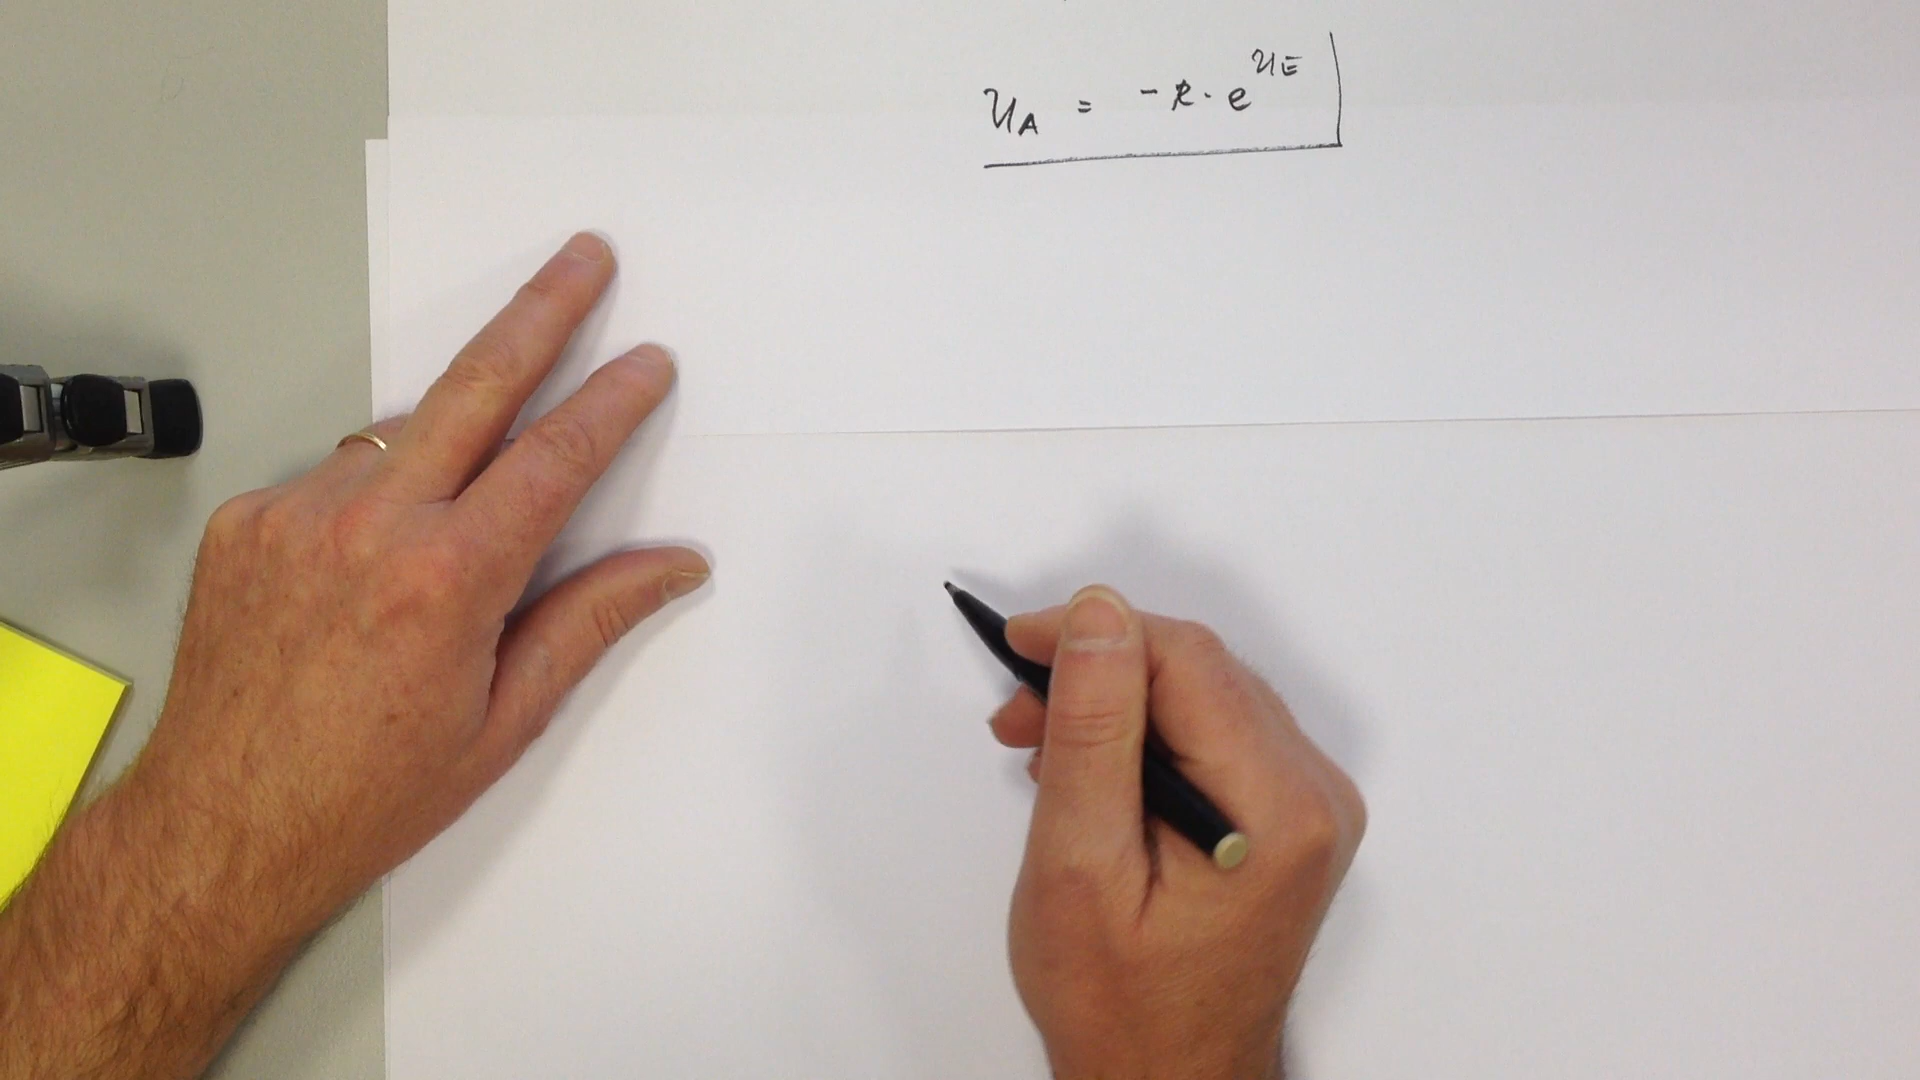 U_A = -R · e^{U_E}